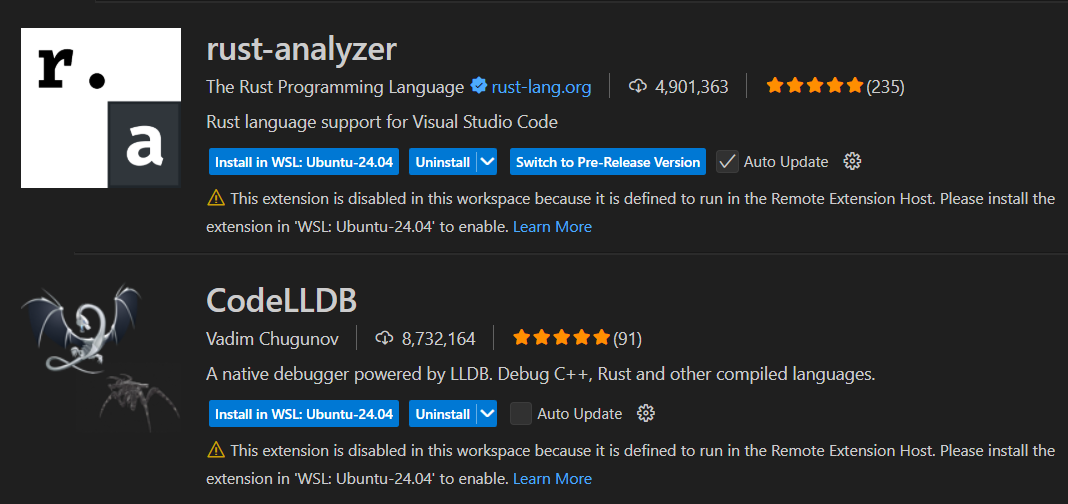 r.
a
rust-analyzer
The Rust Programming Language rust-lang.org 4,901,363 (235)
Rust language support for Visual Studio Code
Install in WSL: Ubuntu-24.04 Uninstall Switch to Pre-Release Version Auto Update
This extension is disabled in this workspace because it is defined to run in the Remote Extension Host. Please install the
extension in 'WSL: Ubuntu-24.04' to enable. Learn More
CodeLLDB
Vadim Chugunov 8,732,164 (91)
A native debugger powered by LLDB. Debug C++, Rust and other compiled languages.
Install in WSL: Ubuntu-24.04 Uninstall Auto Update
This extension is disabled in this workspace because it is defined to run in the Remote Extension Host. Please install the
extension in 'WSL: Ubuntu-24.04' to enable. Learn More